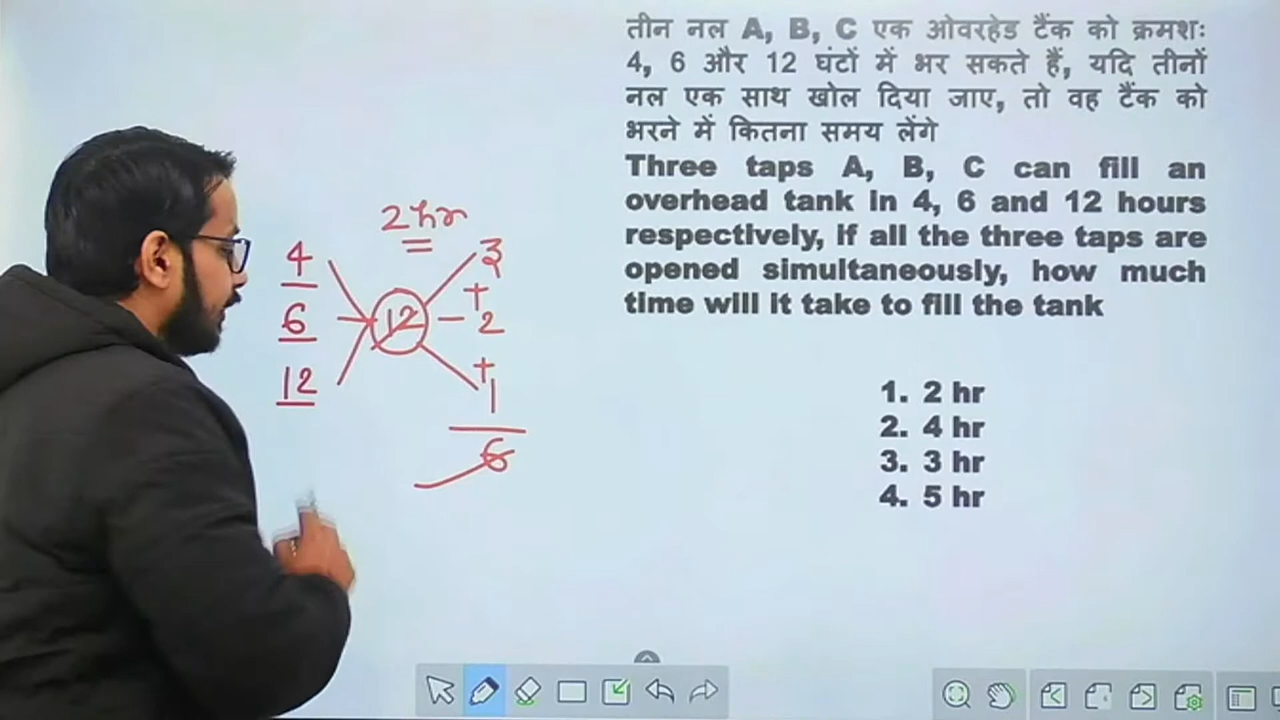 तीन नल A, B, C एक ओवरहेड टैंक को क्रमशः
4, 6 और 12 घंटों में भर सकते हैं, यदि तीनों
नल एक साथ खोल दिया जाए, तो वह टैंक को
भरने में कितना समय लेंगे
Three taps A, B, C can fill an
overhead tank in 4, 6 and 12 hours
respectively, if all the three taps are
opened simultaneously, how much
time will it take to fill the tank
1. 2 hr
2. 4 hr
3. 3 hr
4. 5 hr
2 hr
4
6
12
12
3
+
2
+
1
6